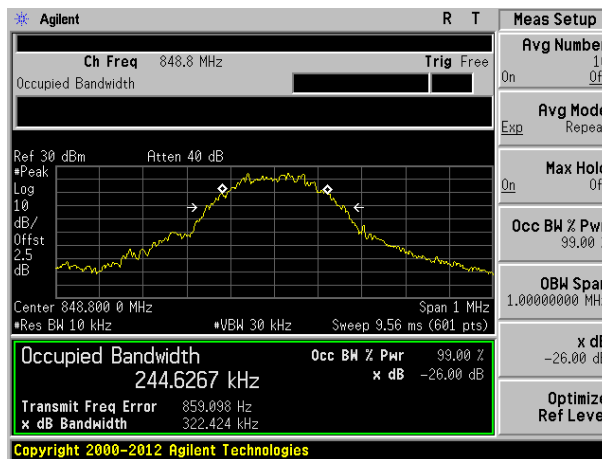 Agilent R T Meas Setup
Ch Freq 848.8 MHz Trig Free
Occupied Bandwidth
Avg Number
On
Avg Mode
Exp Repea
Max Hold
On
Occ BW % Pwr
99.00
OBW Span
1.00000000 MH
x dB
-26.00 dB
Optimize
Ref Level
Ref 30 dBm Atten 40 dB
#Peak
Log
10
dB/
Offst
2.5
dB
Center 848.800 0 MHz Span 1 MHz
#Res BW 10 kHz #VBW 30 kHz Sweep 9.56 ms (601 pts)
Occupied Bandwidth Occ BW % Pwr 99.00 %
244.6267 kHz x dB -26.00 dB
Transmit Freq Error 859.098 Hz
x dB Bandwidth 322.424 kHz
Copyright 2000-2012 Agilent Technologies